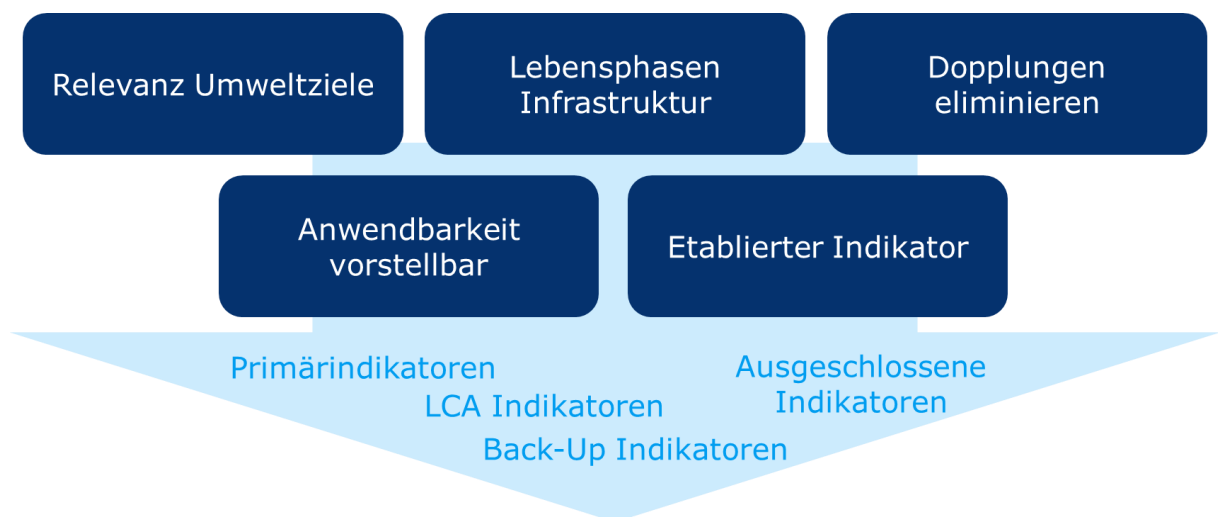 Relevanz Umweltziele
Lebensphasen
Infrastruktur
Dopplungen
eliminieren
Anwendbarkeit
vorstellbar
Etablierter Indikator
Primärindikatoren
LCA Indikatoren
Back-Up Indikatoren
Ausgeschlossene
Indikatoren